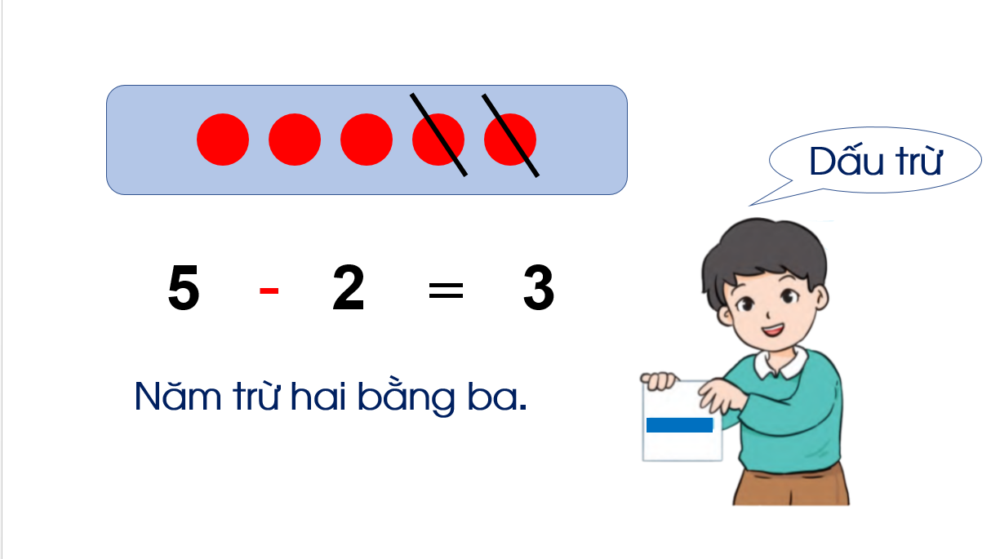 Dấu trừ
5 - 2 = 3
Năm trừ hai bằng ba.